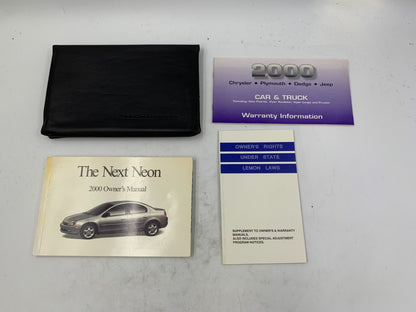 2000
Chrysler • Plymouth • Dodge • Jeep
CAR & TRUCK
Warranty Information
The Next Neon
2000 Owner's Manual
OWNER'S RIGHTS
UNDER STATE
LEMON LAWS
SUPPLEMENT TO OWNER'S & WARRANTY
MANUALS.
ALSO INCLUDES SPECIAL ADJUSTMENT
PROGRAM NOTICES.